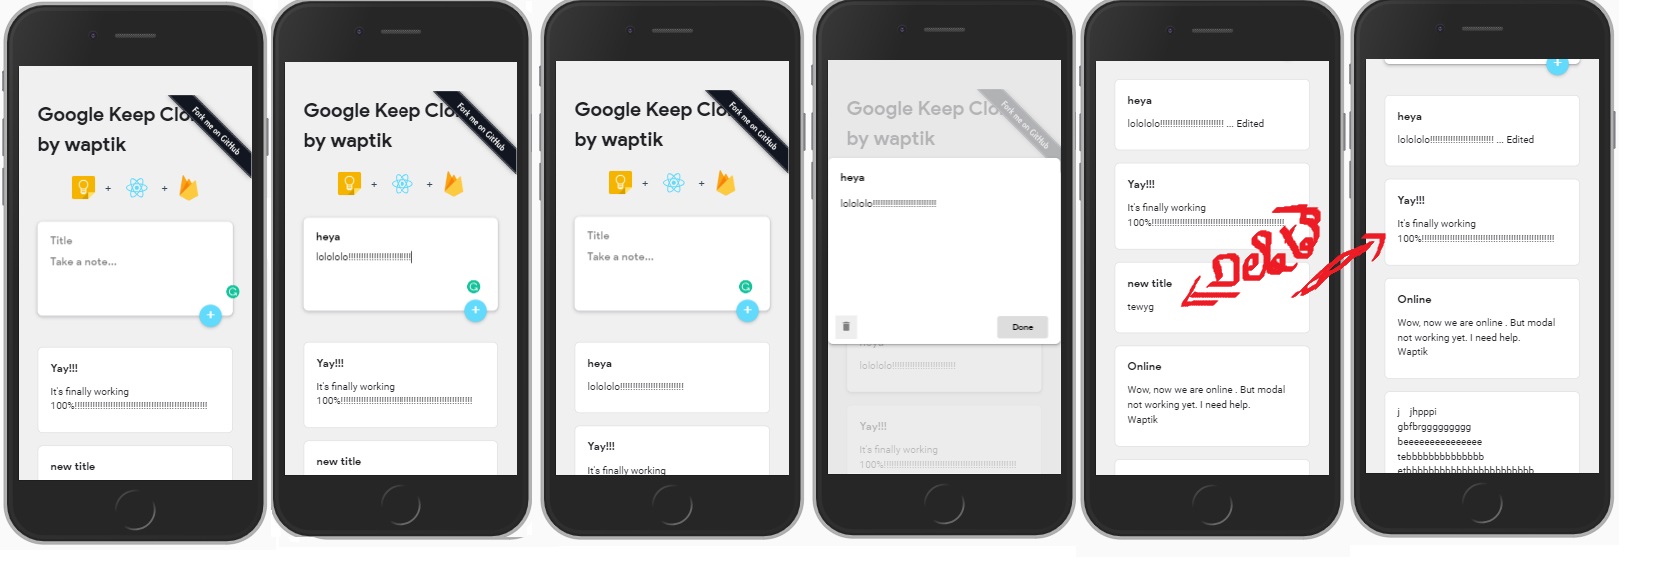 Google Keep Clo
by waptik
Fork me on GitHub
+
+
Title
Take a note...
+
Yay!!!
It's finally working
100%!!!!!!!!!!!!!!!!!!!!!!!!!!!!!!!!!!!!!!!!!!!!!!!!!!!!
new title
Google Keep Clo
by waptik
Fork me on GitHub
+
+
heya
lolololo!!!!!!!!!!!!!!!!!!!!!!!!!
+
Yay!!!
It's finally working
100%!!!!!!!!!!!!!!!!!!!!!!!!!!!!!!!!!!!!!!!!!!!!!!!!!!!!
new title
Google Keep Clo
by waptik
Fork me on GitHub
+
+
Title
Take a note...
+
heya
lolololo!!!!!!!!!!!!!!!!!!!!!!!!!
Yay!!!
It's finally working
Google Keep Clo
by waptik
Fork me on GitHub
heya
lolololo!!!!!!!!!!!!!!!!!!!!!!!!!
Done
heya
lolololo!!!!!!!!!!!!!!!!!!!!!!!!!
Yay!!!
It's finally working
100%!!!!!!!!!!!!!!!!!!!!!!!!!!!!!!!!!!!!!!!!!!!!!!!!!!!!
heya
lolololo!!!!!!!!!!!!!!!!!!!!!!!!! ... Edited
Yay!!!
It's finally working
100%!!!!!!!!!!!!!!!!!!!!!!!!!!!!!!!!!!!!!!!!!!!!!!!!!!!!
new title
tewyg
Online
Wow, now we are online . But modal
not working yet. I need help.
Waptik
+
heya
lolololo!!!!!!!!!!!!!!!!!!!!!!!!! ... Edited
Yay!!!
It's finally working
100%!!!!!!!!!!!!!!!!!!!!!!!!!!!!!!!!!!!!!!!!!!!!!!!!!!!!
Online
Wow, now we are online . But modal
not working yet. I need help.
Waptik
j jhpppi
gbfbrggggggggg
beeeeeeeeeeeeeee
tebbbbbbbbbbbbbb
etbbbbbbbbbbbbbbbbbbbbbbb